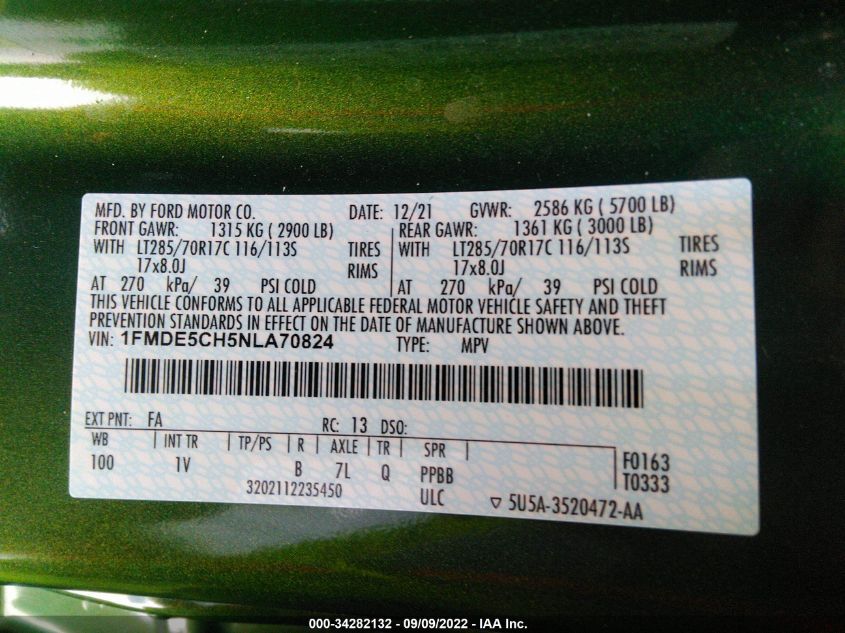 MFD. BY FORD MOTOR CO. DATE: 12/21 GVWR: 2586 KG ( 5700 LB)
FRONT GAWR: 1315 KG ( 2900 LB) REAR GAWR: 1361 KG ( 3000 LB)
WITH LT285/70R17C 116/113S TIRES WITH LT285/70R17C 116/113S TIRES
17x8.0J RIMS 17x8.0J RIMS
AT 270 kPa/ 39 PSI COLD AT 270 kPa/ 39 PSI COLD
THIS VEHICLE CONFORMS TO ALL APPLICABLE FEDERAL MOTOR VEHICLE SAFETY AND THEFT
PREVENTION STANDARDS IN EFFECT ON THE DATE OF MANUFACTURE SHOWN ABOVE.
VIN: 1FMDE5CH5NLA70824 TYPE: MPV
EXT PNT: FA RC: 13 DSO:
WB INT TR TP/PS R AXLE TR SPR
100 1V B 7L Q PPBB F0163
3202112235450 ULC T0333
▽ 5U5A-3520472-AA
000-34282132 - 09/09/2022 - IAA Inc.